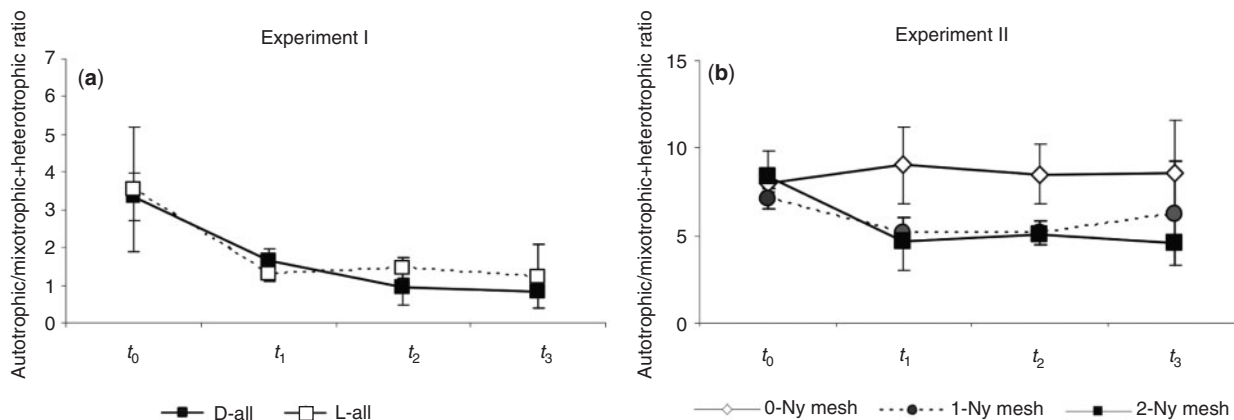 Experiment I
Autotrophic/mixotrophic+heterotrophic ratio
(a)
7
6
5
4
3
2
1
0
t0 t1 t2 t3
D-all L-all
Experiment II
Autotrophic/mixotrophic+heterotrophic ratio
(b)
15
10
5
0
t0 t1 t2 t3
0-Ny mesh 1-Ny mesh 2-Ny mesh